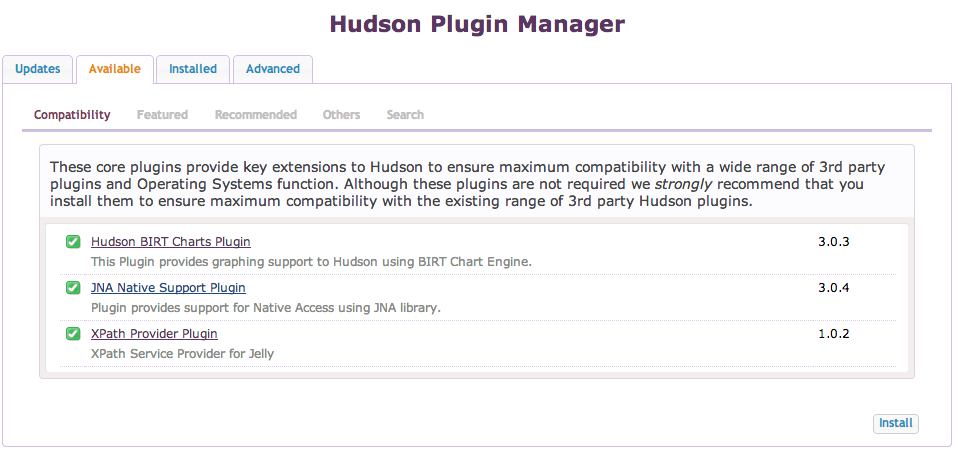 Hudson Plugin Manager
Updates Available Installed Advanced
Compatibility Featured Recommended Others Search
These core plugins provide key extensions to Hudson to ensure maximum compatibility with a wide range of 3rd party
plugins and Operating Systems function. Although these plugins are not required we strongly recommend that you
install them to ensure maximum compatibility with the existing range of 3rd party Hudson plugins.
Hudson BIRT Charts Plugin 3.0.3
This Plugin provides graphing support to Hudson using BIRT Chart Engine.
JNA Native Support Plugin 3.0.4
Plugin provides support for Native Access using JNA library.
XPath Provider Plugin 1.0.2
XPath Service Provider for Jelly
Install